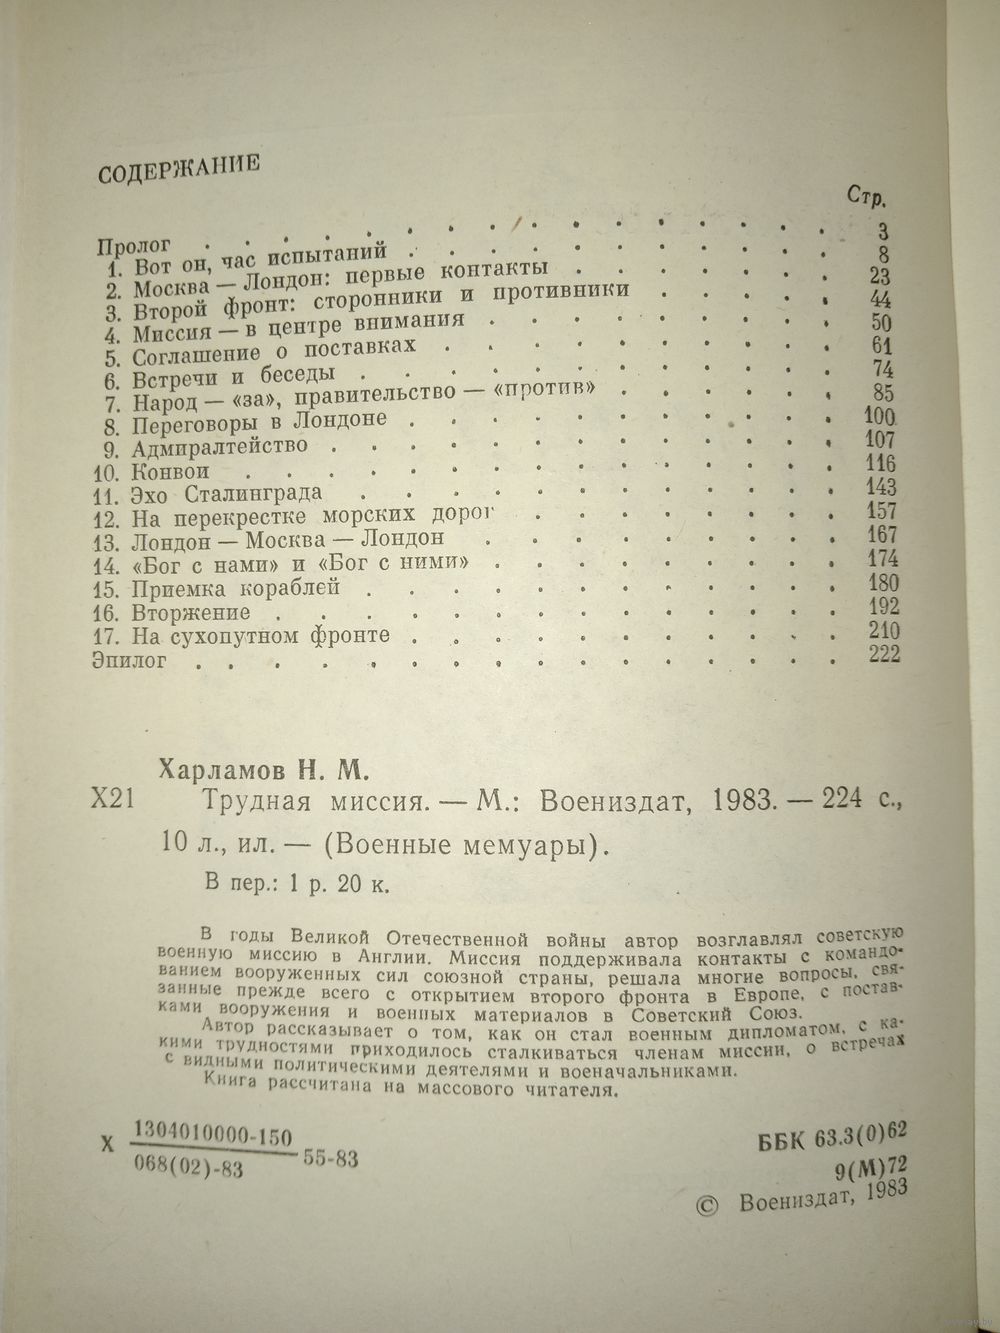 СОДЕРЖАНИЕ
Стр.
Пролог . . . . . . . . . . . . . . . . 3
1. Вот он, час испытаний . . . . . . . . . . . 8
2. Москва — Лондон: первые контакты . . . . . . . 23
3. Второй фронт: сторонники и противники . . . . . 44
4. Миссия — в центре внимания . . . . . . . . . 50
5. Соглашение о поставках . . . . . . . . . . 61
6. Встречи и беседы . . . . . . . . . . . . 74
7. Народ — «за», правительство — «против» . . . . . . 85
8. Переговоры в Лондоне . . . . . . . . . . . 100
9. Адмиралтейство . . . . . . . . . . . . . 107
10. Конвои . . . . . . . . . . . . . . . 116
11. Эхо Сталинграда . . . . . . . . . . . . 143
12. На перекрестке морских дорог . . . . . . . . 157
13. Лондон — Москва — Лондон . . . . . . . . . 167
14. «Бог с нами» и «Бог с ними» . . . . . . . . . 174
15. Приемка кораблей . . . . . . . . . . . . 180
16. Вторжение . . . . . . . . . . . . . . 192
17. На сухопутном фронте . . . . . . . . . . . 210
Эпилог . . . . . . . . . . . . . . . . 222
Харламов Н. М.
Х21 Трудная миссия. — М.: Воениздат, 1983. — 224 с.,
10 л., ил. — (Военные мемуары).
В пер.: 1 р. 20 к.
В годы Великой Отечественной войны автор возглавлял советскую
военную миссию в Англии. Миссия поддерживала контакты с командо-
ванием вооруженных сил союзной страны, решала многие вопросы, свя-
занные прежде всего с открытием второго фронта в Европе, с постав-
ками вооружения и военных материалов в Советский Союз.
Автор рассказывает о том, как он стал военным дипломатом, с ка-
кими трудностями приходилось сталкиваться членам миссии, о встречах
с видными политическими деятелями и военачальниками.
Книга рассчитана на массового читателя.
Х 1304010000-150
068(02)-83 55-83
ББК 63.3(0)62
9(М)72
© Воениздат, 1983